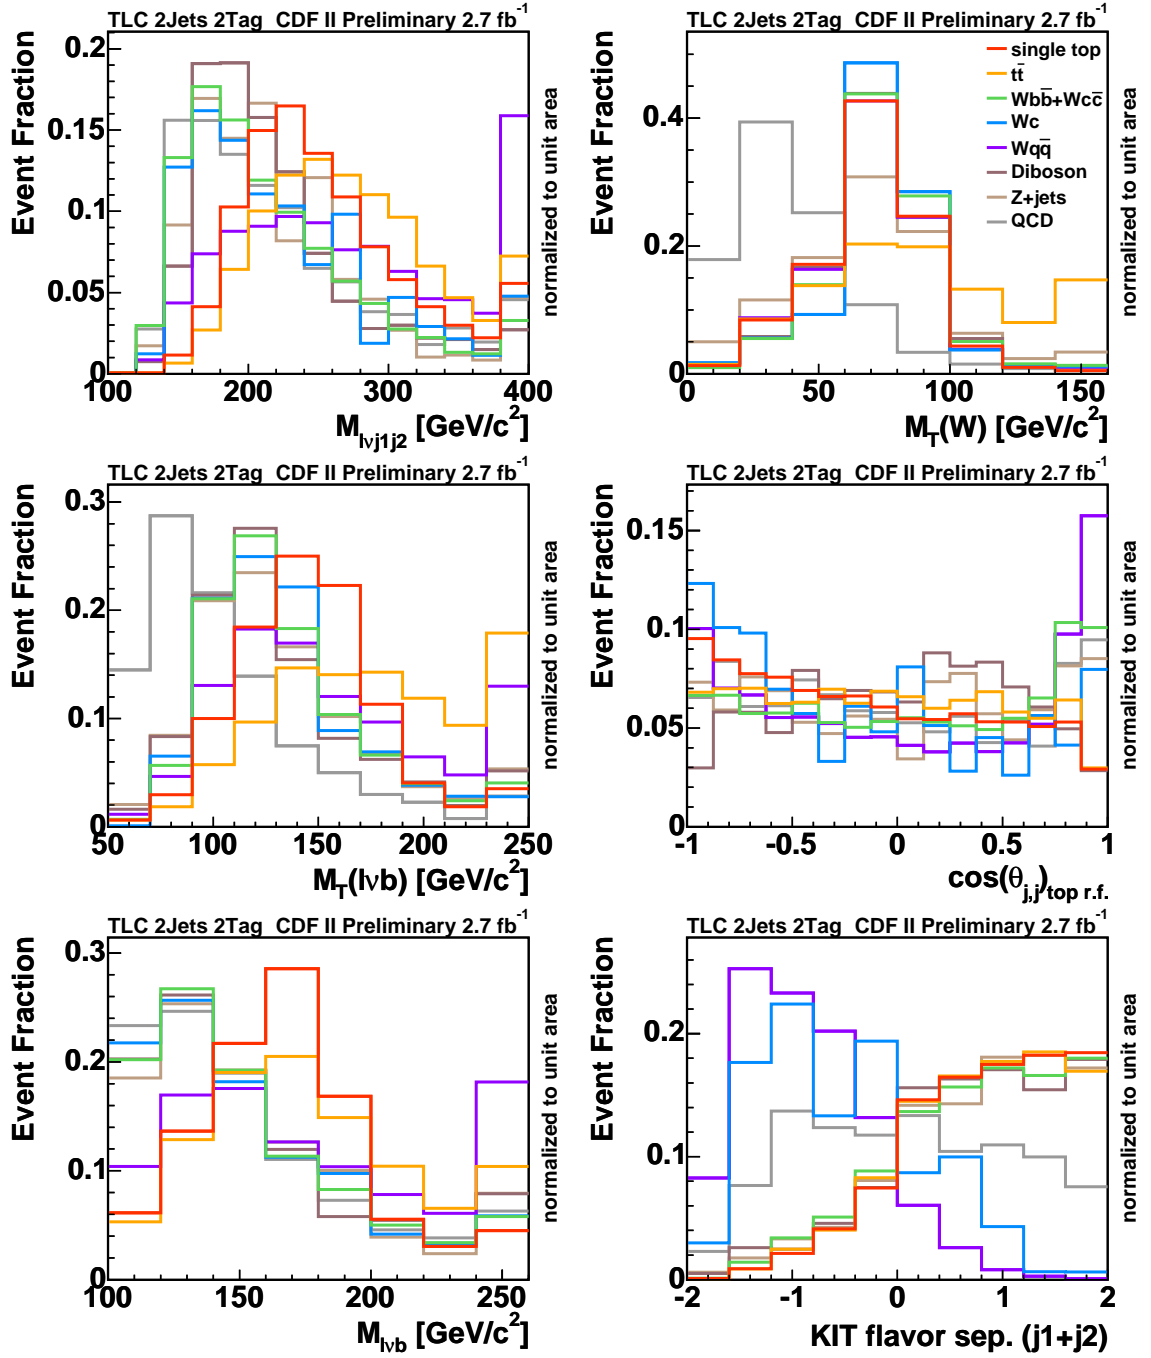 TLC 2Jets 2Tag CDF II Preliminary 2.7 fb⁻¹
Event Fraction
0.2
0.15
0.1
0.05
0
100 200 300 400
M_lνj1j2 [GeV/c²]
normalized to unit area
TLC 2Jets 2Tag CDF II Preliminary 2.7 fb⁻¹
Event Fraction
0.4
0.2
0
0 50 100 150
M_T(W) [GeV/c²]
normalized to unit area
single top
tt̄
Wbb̄+Wcc̄
Wc
Wqq̄
Diboson
Z+jets
QCD
TLC 2Jets 2Tag CDF II Preliminary 2.7 fb⁻¹
Event Fraction
0.3
0.2
0.1
0
50 100 150 200 250
M_T(lνb) [GeV/c²]
normalized to unit area
TLC 2Jets 2Tag CDF II Preliminary 2.7 fb⁻¹
Event Fraction
0.15
0.1
0.05
0
-1 -0.5 0 0.5 1
cos(θ_j,j)_top r.f.
normalized to unit area
TLC 2Jets 2Tag CDF II Preliminary 2.7 fb⁻¹
Event Fraction
0.3
0.2
0.1
0
100 150 200 250
M_lνb [GeV/c²]
normalized to unit area
TLC 2Jets 2Tag CDF II Preliminary 2.7 fb⁻¹
Event Fraction
0.2
0.1
0
-2 -1 0 1 2
KIT flavor sep. (j1+j2)
normalized to unit area